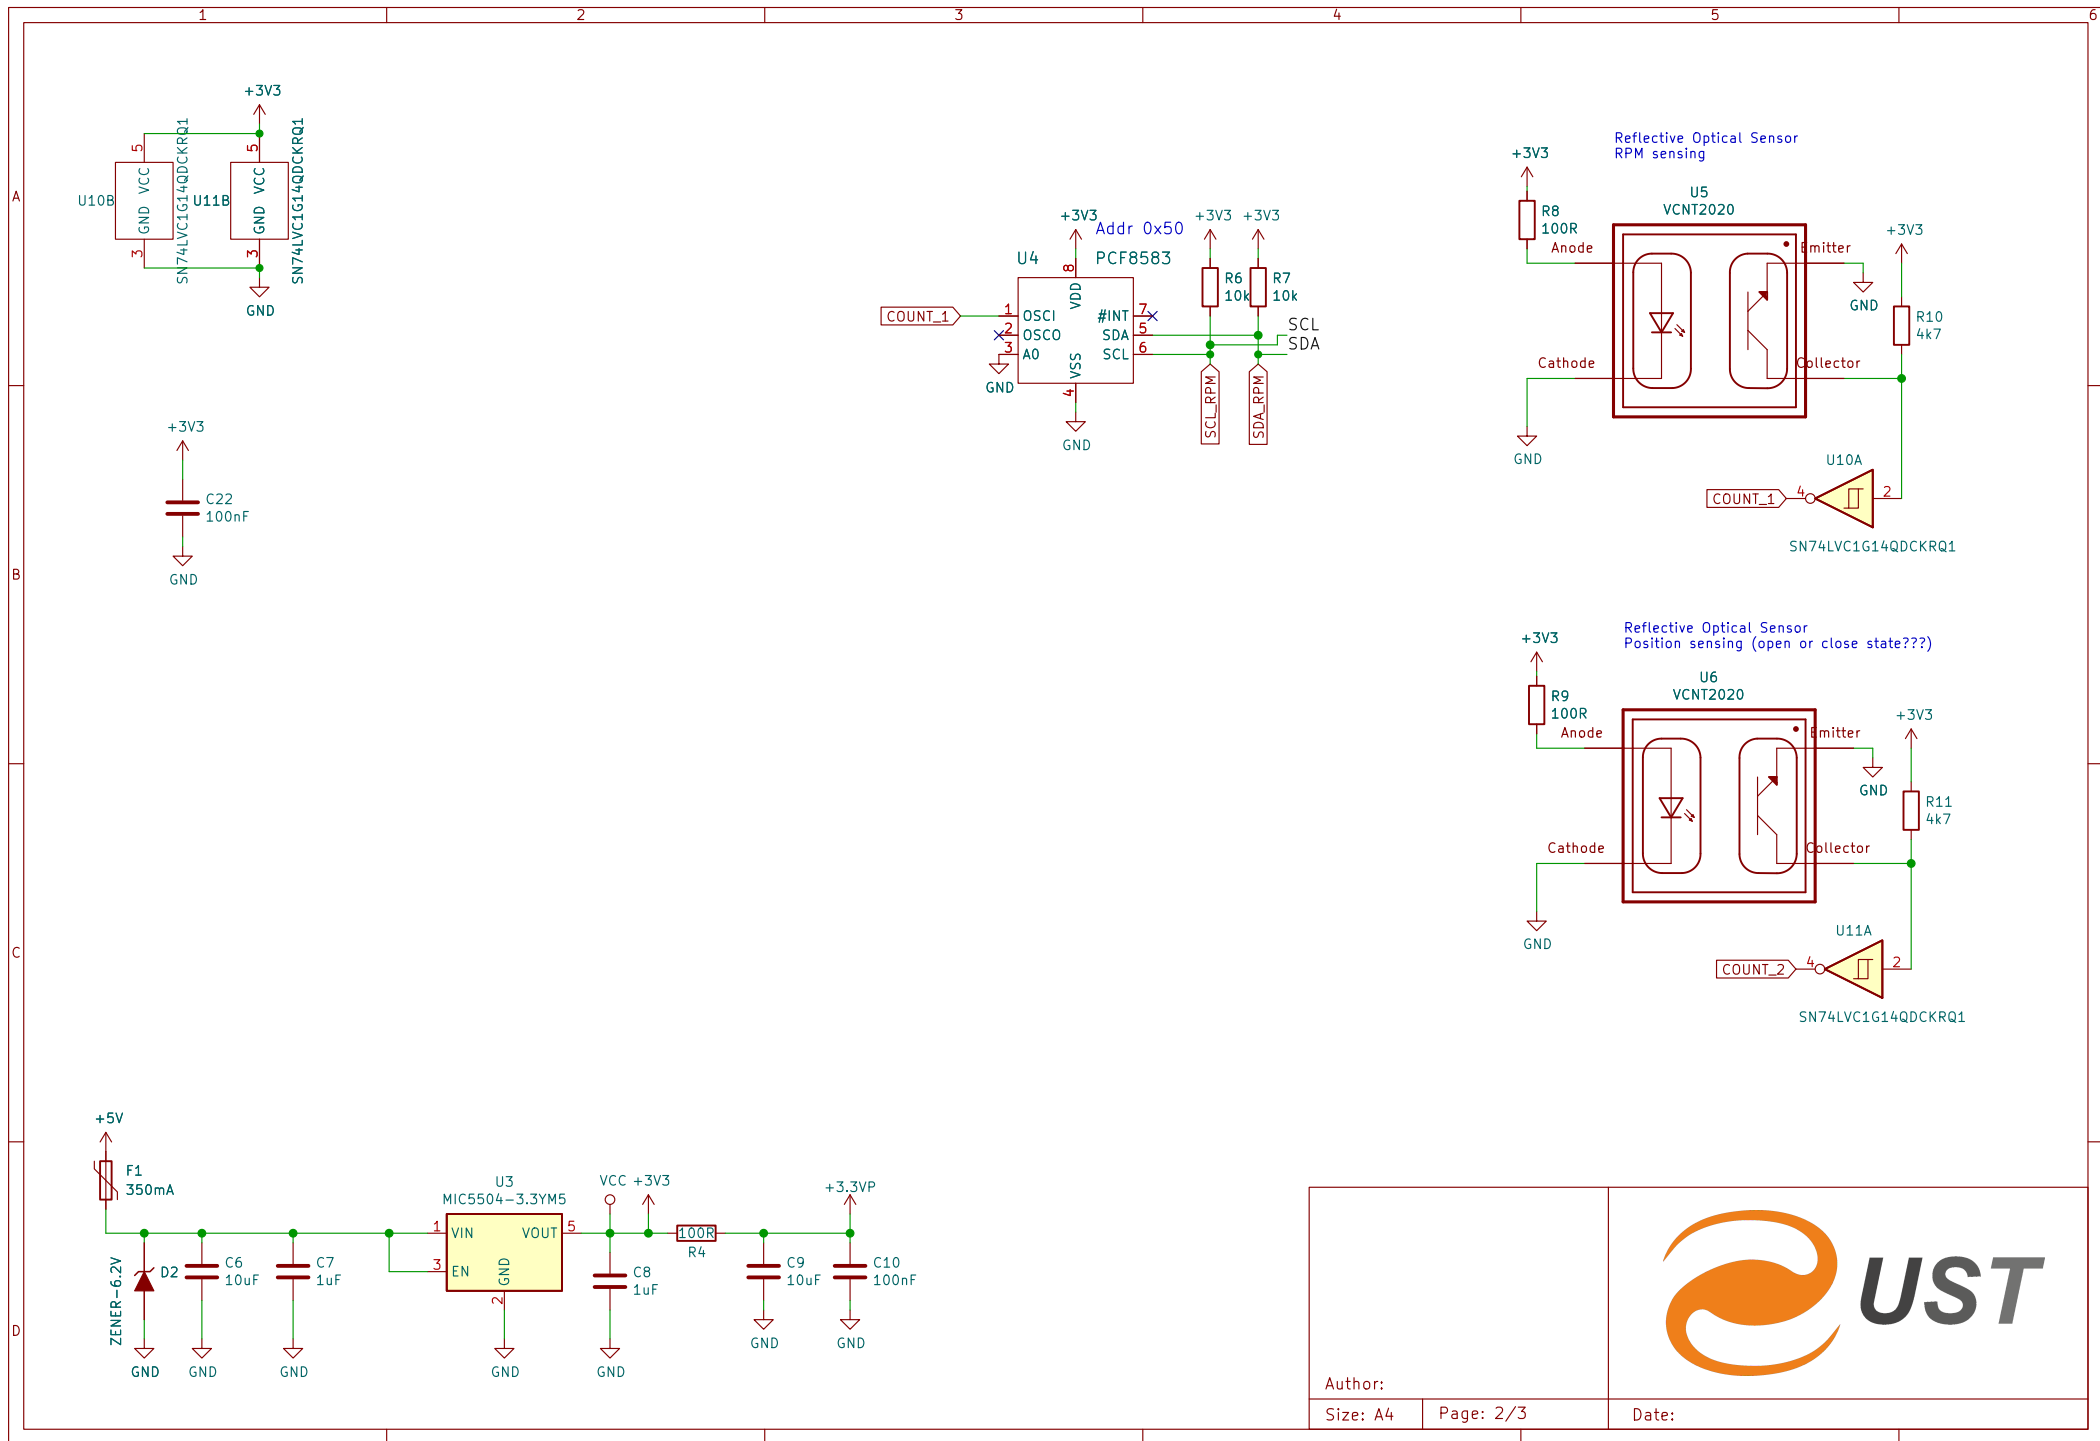 1 2 3 4 5 6
A
B
C
D
+3V3
U10B
5
VCC
GND
3
SN74LVC1G14QDCKRQ1
U11B
5
VCC
GND
3
SN74LVC1G14QDCKRQ1
GND
+3V3
C22
100nF
GND
+3V3
Addr 0x50
U4
PCF8583
8
VDD
COUNT_1
1
OSCI
2
OSCO
3
A0
#INT
7
SDA
5
SCL
6
VSS
4
GND
GND
+3V3
+3V3
R6
10k
R7
10k
SCL
SDA
SCL_RPM
SDA_RPM
Reflective Optical Sensor
RPM sensing
+3V3
R8
100R
U5
VCNT2020
Anode
Emitter
Cathode
Collector
GND
+3V3
GND
R10
4k7
U10A
COUNT_1
4
2
SN74LVC1G14QDCKRQ1
Reflective Optical Sensor
Position sensing (open or close state???)
+3V3
R9
100R
U6
VCNT2020
Anode
Emitter
Cathode
Collector
GND
+3V3
GND
R11
4k7
U11A
COUNT_2
4
2
SN74LVC1G14QDCKRQ1
+5V
F1
350mA
ZENER-6.2V
D2
GND
C6
10uF
GND
C7
1uF
GND
U3
MIC5504-3.3YM5
1
VIN
3
EN
VOUT
5
GND
2
GND
VCC
+3V3
C8
1uF
GND
100R
R4
+3.3VP
C9
10uF
GND
C10
100nF
GND
UST
Author:
Size: A4
Page: 2/3
Date: